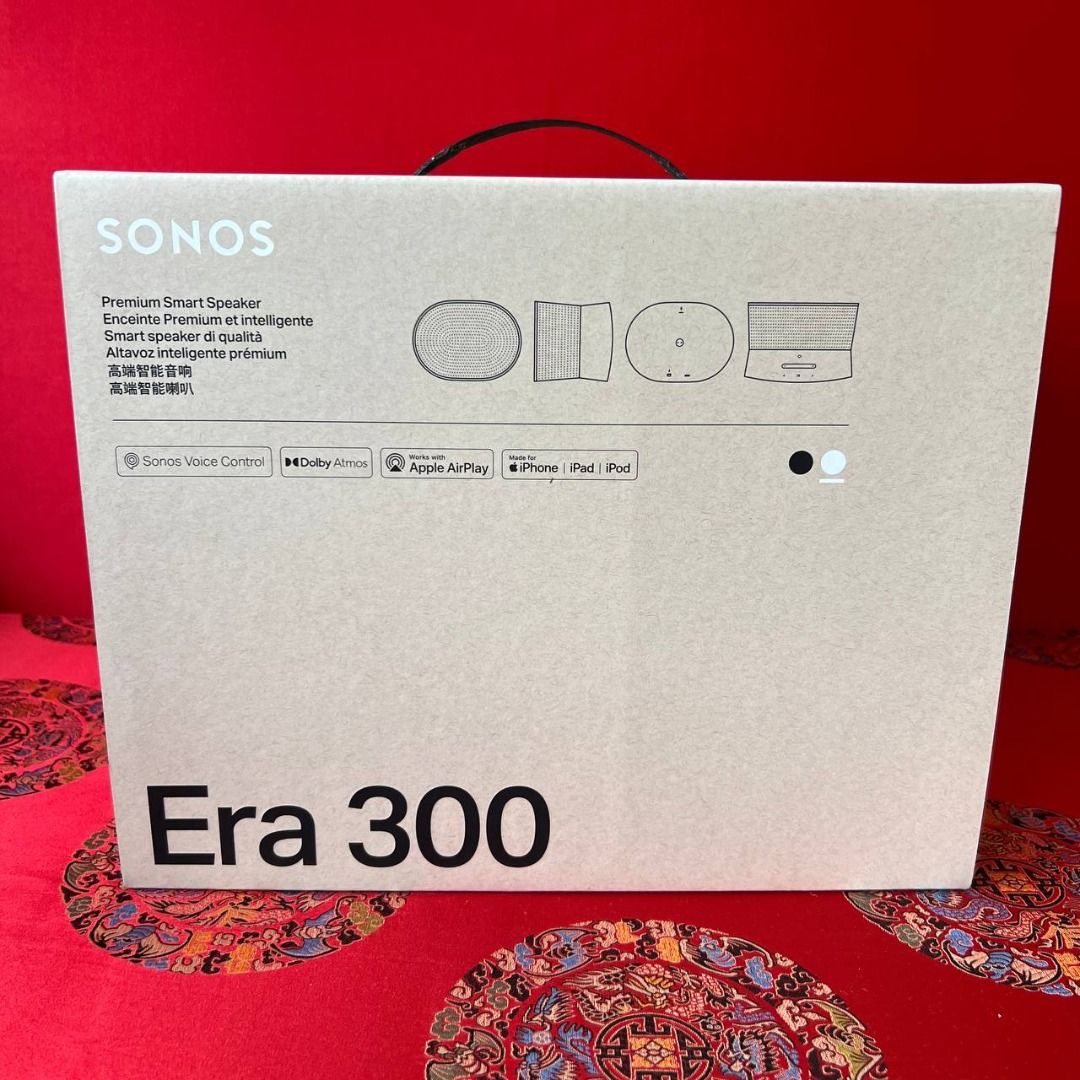 SONOS
Premium Smart Speaker
Enceinte Premium et intelligente
Smart speaker di qualità
Altavoz inteligente prémium
高端智能音响
高端智能喇叭
Sonos Voice Control
Dolby Atmos
Works with
Apple AirPlay
Made for
iPhone | iPad | iPod
Era 300